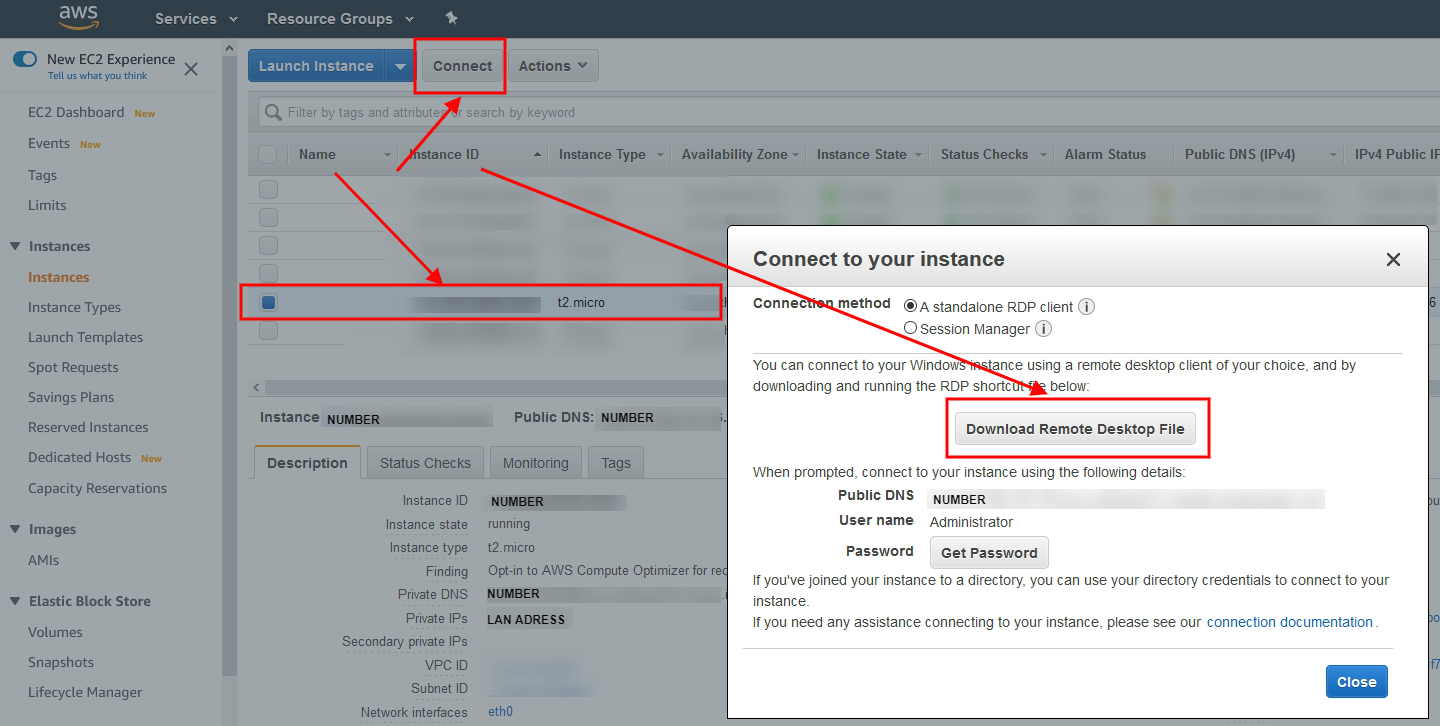 aws
Services
Resource Groups
New EC2 Experience
Tell us what you think
EC2 Dashboard New
Events New
Tags
Limits
Instances
Instances
Instance Types
Launch Templates
Spot Requests
Savings Plans
Reserved Instances
Dedicated Hosts New
Capacity Reservations
Images
AMIs
Elastic Block Store
Volumes
Snapshots
Lifecycle Manager
Launch Instance
Connect
Actions
Filter by tags and attributes or search by keyword
Name Instance ID Instance Type Availability Zone Instance State Status Checks Alarm Status Public DNS (IPv4) IPv4 Public IP
t2.micro
Instance NUMBER Public DNS: NUMBER
Description Status Checks Monitoring Tags
Instance ID NUMBER
Instance state running
Instance type t2.micro
Finding Opt-in to AWS Compute Optimizer for
Private DNS NUMBER
Private IPs LAN ADRESS
Secondary private IPs
VPC ID
Subnet ID
Network interfaces eth0
Connect to your instance
Connection method A standalone RDP client
Session Manager
You can connect to your Windows instance using a remote desktop client of your choice, and by
downloading and running the RDP shortcut file below:
Download Remote Desktop File
When prompted, connect to your instance using the following details:
Public DNS NUMBER
User name Administrator
Password Get Password
If you've joined your instance to a directory, you can use your directory credentials to connect to your
instance.
If you need any assistance connecting to your instance, please see our connection documentation.
Close